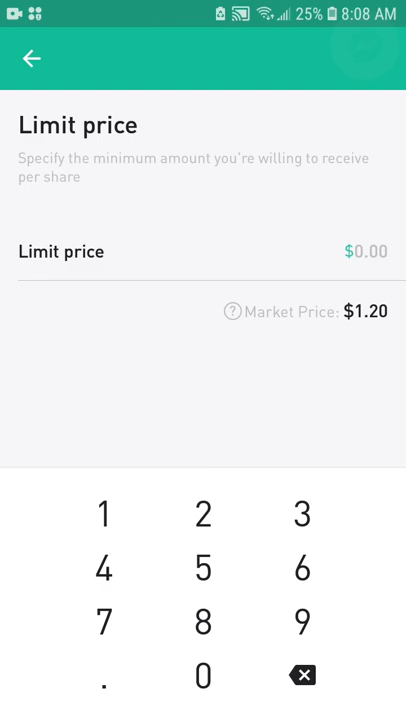 25% 8:08 AM
Limit price
Specify the minimum amount you're willing to receive
per share
Limit price $0.00
? Market Price: $1.20
1 2 3
4 5 6
7 8 9
. 0